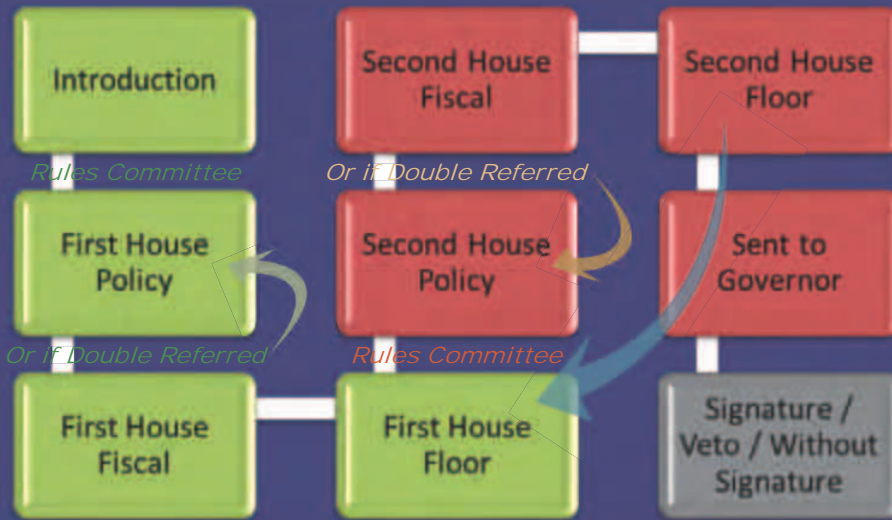 Introduction
Rules Committee
First House
Policy
Or if Double Referred
First House
Fiscal
First House
Floor
Rules Committee
Second House
Policy
Or if Double Referred
Second House
Fiscal
Second House
Floor
Sent to
Governor
Signature /
Veto / Without
Signature